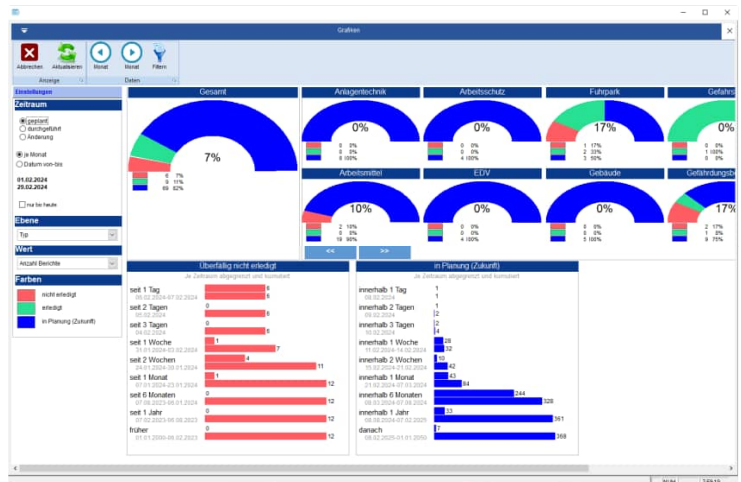 Grafiken
Abbrechen
Aktualisieren
Monat
Monat
Filtern
Anzeige
Daten
Einstellungen
Zeitraum
geplant
durchgeführt
Änderung
je Monat
Datum von-bis
01.02.2024
29.02.2024
nur bis heute
Ebene
Typ
Wert
Anzahl Berichte
Farben
nicht erledigt
erledigt
in Planung (Zukunft)
Gesamt
7%
6 7%
9 11%
69 82%
Anlagentechnik
0%
0 0%
0 0%
6 100%
Arbeitsschutz
0%
0 0%
0 0%
4 100%
Fuhrpark
17%
1 17%
2 33%
3 50%
Gefahrs
0%
0 0%
1 100%
0 0%
Arbeitsmittel
10%
2 10%
0 0%
19 90%
EDV
0%
0 0%
0 0%
4 100%
Gebäude
0%
0 0%
0 0%
5 100%
Gefährdungsb
17%
2 17%
1 8%
9 75%
<<
>>
Überfällig nicht erledigt
Je Zeitraum abgegrenzt und kumuliert
seit 1 Tag
6
06.02.2024-07.02.2024
6
seit 2 Tagen
0
05.02.2024
6
seit 3 Tagen
0
04.02.2024
6
seit 1 Woche
1
31.01.2024-03.02.2024
7
seit 2 Wochen
4
24.01.2024-30.01.2024
11
seit 1 Monat
1
07.01.2024-23.01.2024
12
seit 6 Monaten
0
07.08.2023-06.01.2024
12
seit 1 Jahr
0
07.02.2023-06.08.2023
12
früher
0
01.01.2000-06.02.2023
12
in Planung (Zukunft)
Je Zeitraum abgegrenzt und kumuliert
innerhalb 1 Tag
1
08.02.2024
1
innerhalb 2 Tagen
1
09.02.2024
2
innerhalb 3 Tagen
2
10.02.2024
4
innerhalb 1 Woche
28
11.02.2024-14.02.2024
32
innerhalb 2 Wochen
10
15.02.2024-21.02.2024
42
innerhalb 1 Monat
43
21.02.2024-07.03.2024
84
innerhalb 6 Monaten
244
08.03.2024-07.08.2024
328
innerhalb 1 Jahr
33
08.08.2024-07.02.2025
361
danach
7
08.02.2025-01.01.2050
368